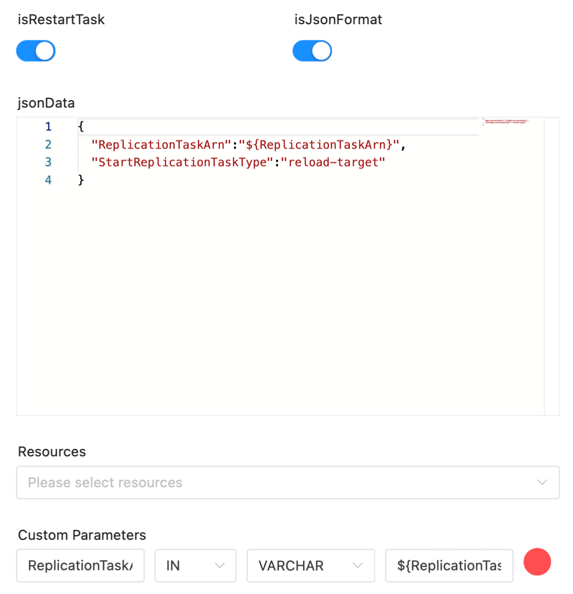 isRestartTask isJsonFormat
jsonData
1 {
2 "ReplicationTaskArn":"${ReplicationTaskArn}",
3 "StartReplicationTaskType":"reload-target"
4 }
Resources
Please select resources
Custom Parameters
ReplicationTask IN VARCHAR ${ReplicationTas